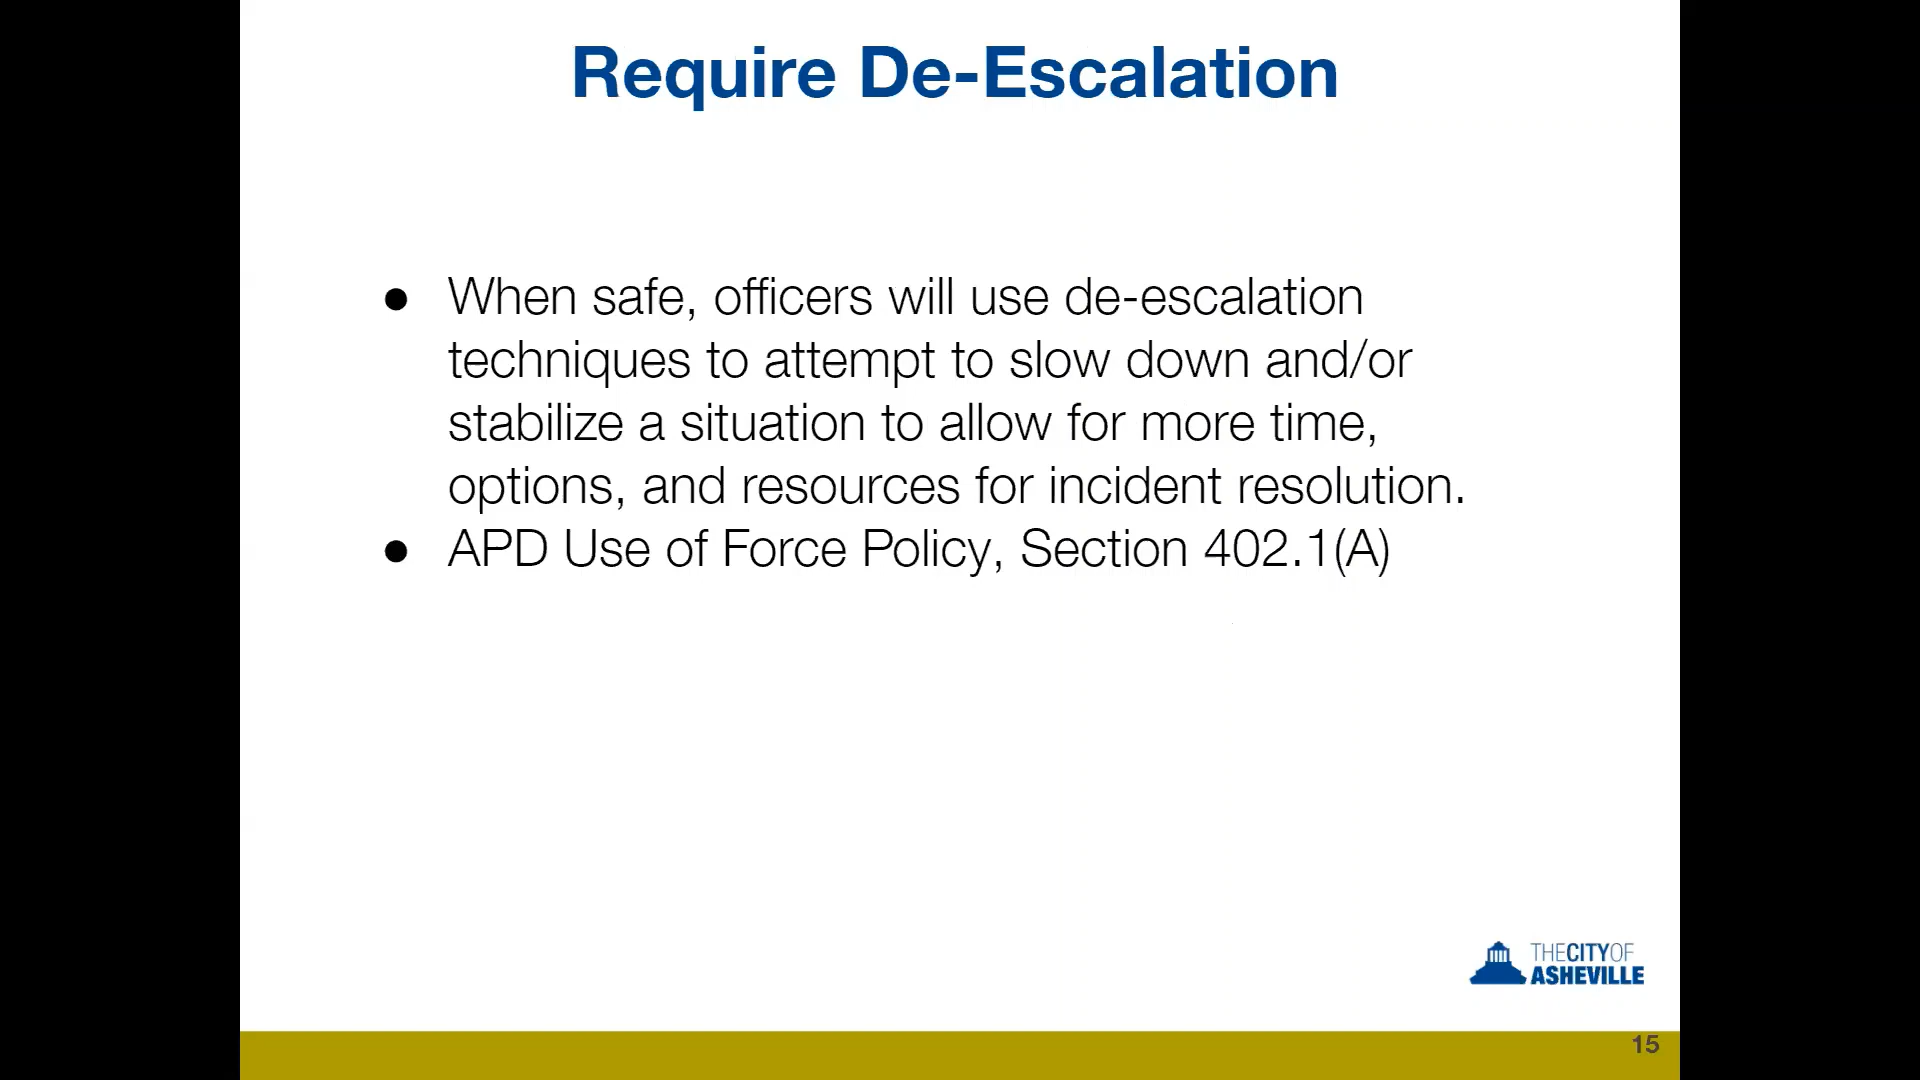 Require De-Escalation
● When safe, officers will use de-escalation
techniques to attempt to slow down and/or
stabilize a situation to allow for more time,
options, and resources for incident resolution.
● APD Use of Force Policy, Section 402.1(A)
THECITYOF
ASHEVILLE
15